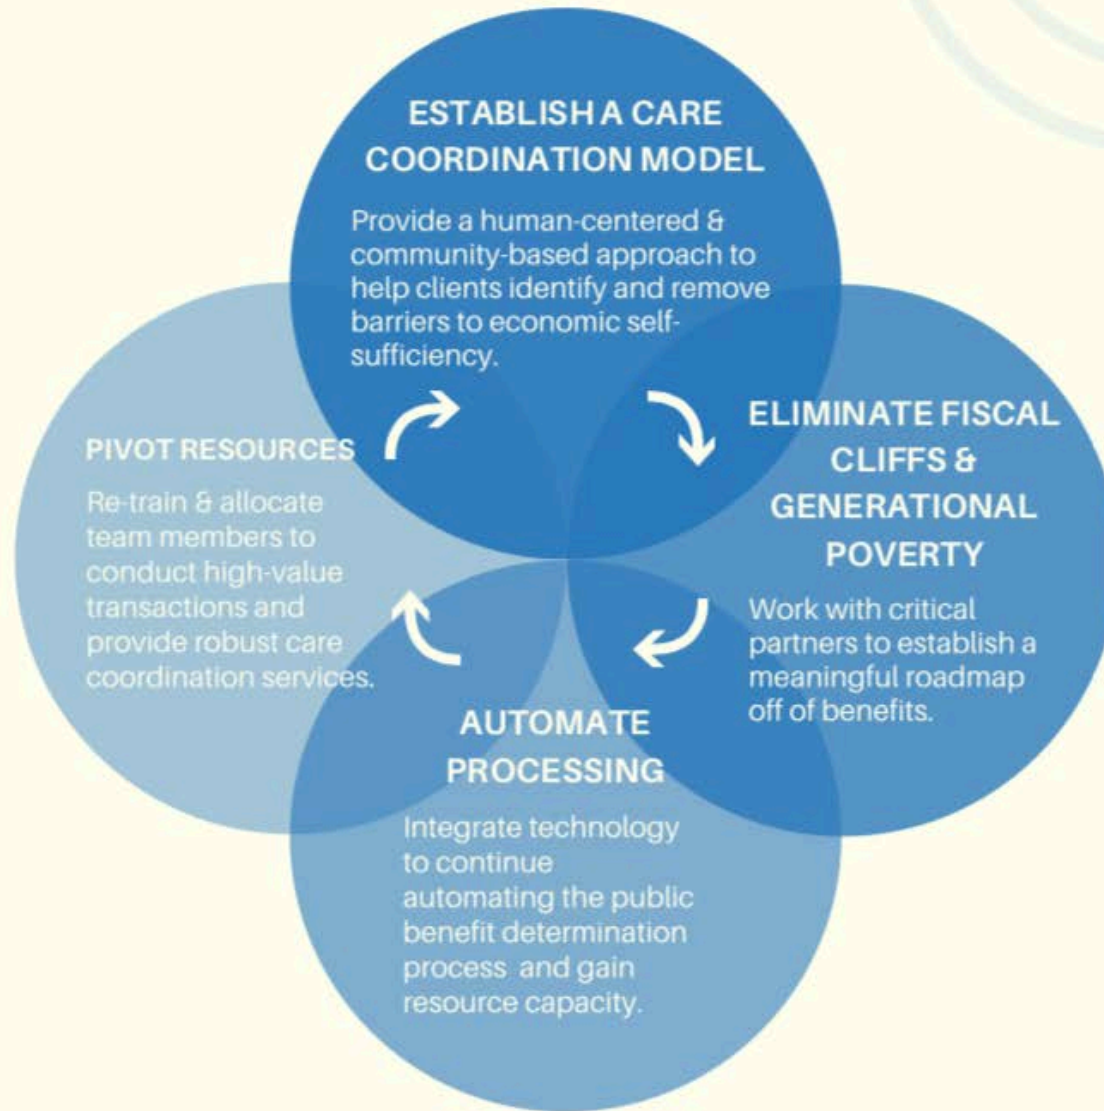 ESTABLISH A CARE
COORDINATION MODEL
Provide a human-centered &
community-based approach to
help clients identify and remove
barriers to economic self-
sufficiency.
ELIMINATE FISCAL
CLIFFS &
GENERATIONAL
POVERTY
Work with critical
partners to establish a
meaningful roadmap
off of benefits.
AUTOMATE
PROCESSING
Integrate technology
to continue
automating the public
benefit determination
process and gain
resource capacity.
PIVOT RESOURCES
Re-train & allocate
team members to
conduct high-value
transactions and
provide robust care
coordination services.